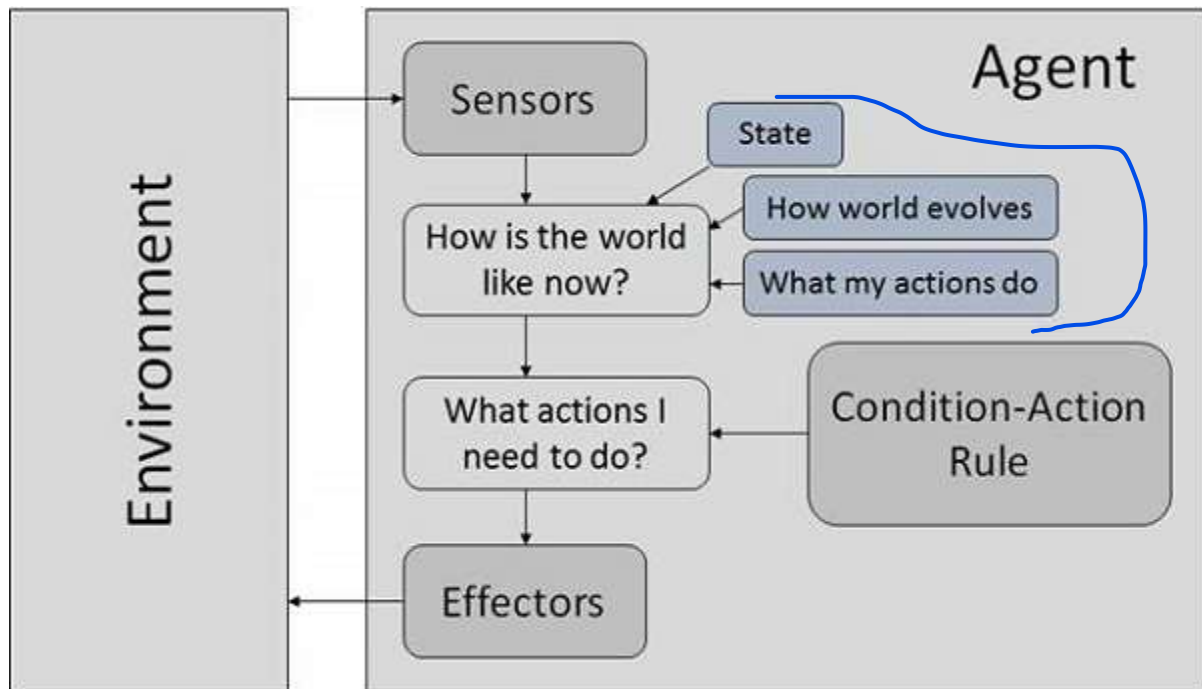 Environment
Agent
Sensors
State
How world evolves
How is the world
like now?
What my actions do
What actions I
need to do?
Condition-Action
Rule
Effectors